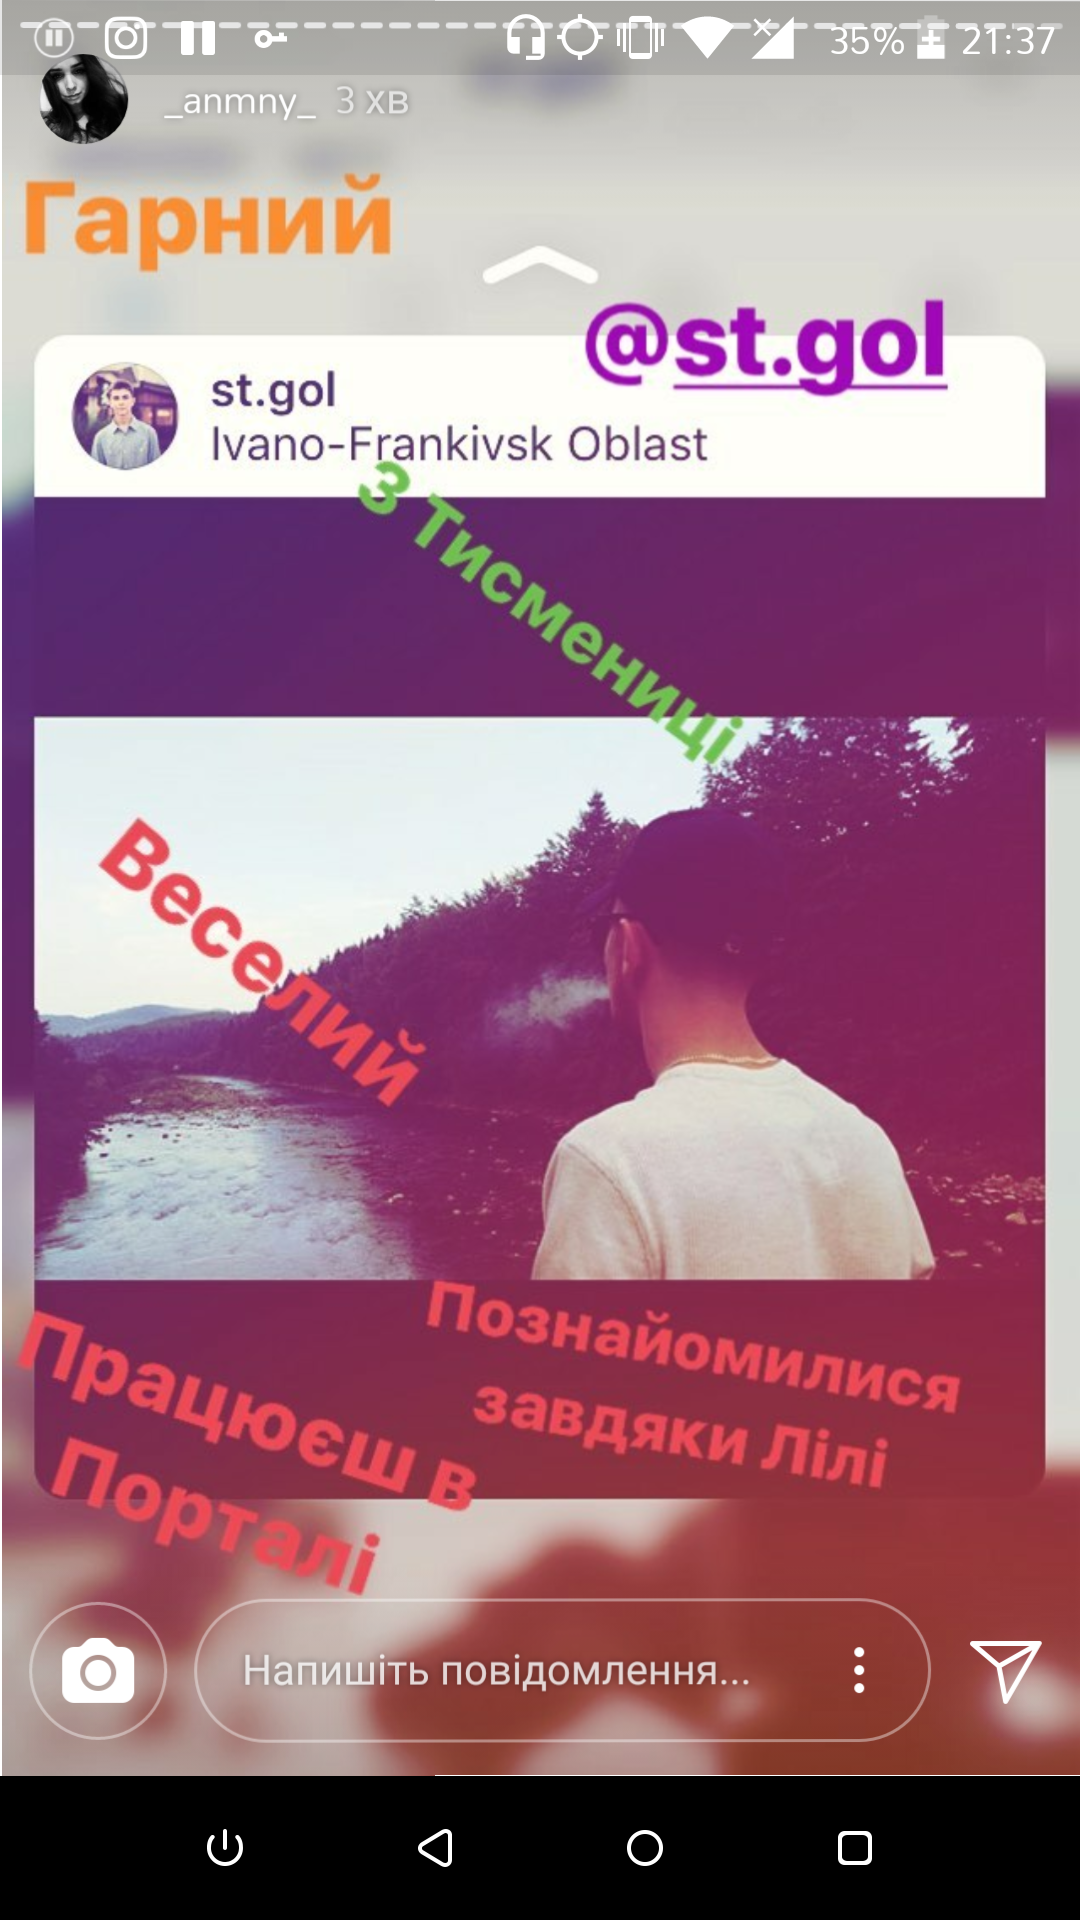 35% 21:37
_anmny_ 3 хв
Гарний
@st.gol
st.gol
Ivano-Frankivsk Oblast
З Тисмениці
Веселий
Познайомилися
завдяки Лілі
Працюєш в
Порталі
Напишіть повідомлення...